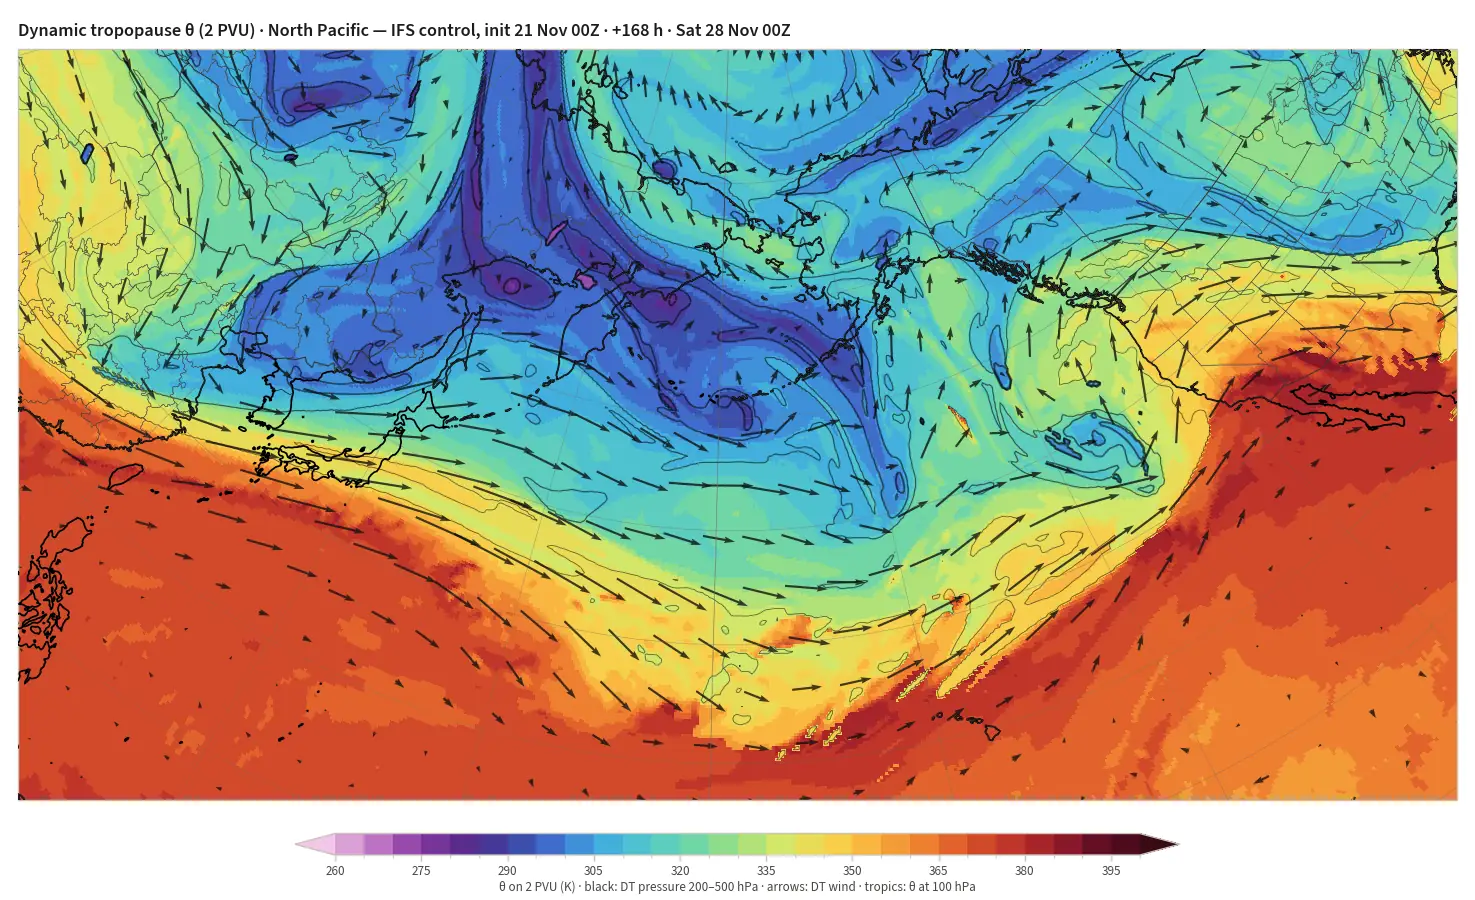 Dynamic tropopause θ (2 PVU) · North Pacific — IFS control, init 21 Nov 00Z · +168 h · Sat 28 Nov 00Z
260 275 290 305 320 335 350 365 380 395
θ on 2 PVU (K) · black: DT pressure 200–500 hPa · arrows: DT wind · tropics: θ at 100 hPa